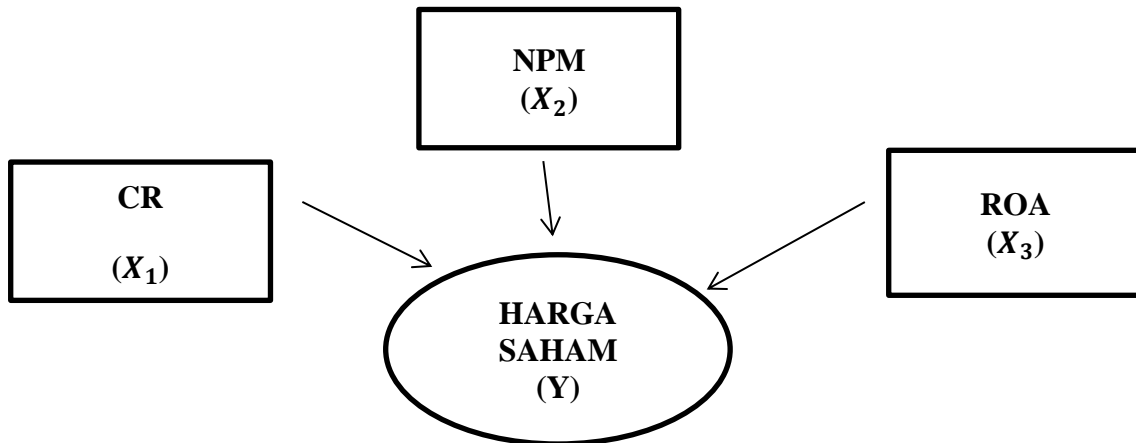 NPM
(X₂)
CR
(X₁)
ROA
(X₃)
HARGA
SAHAM
(Y)